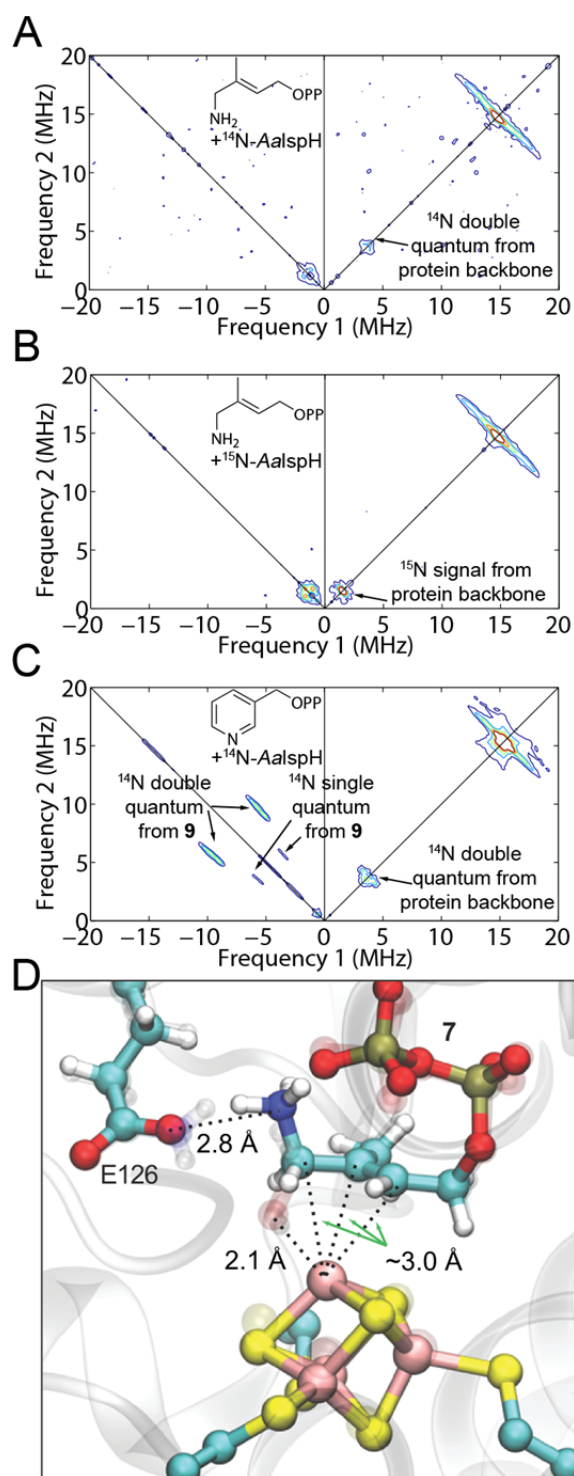 A
20
15
10
5
0
Frequency 2 (MHz)
NH₂
OPP
+¹⁴N-AaIspH
¹⁴N double
quantum from
protein backbone
−20 −15 −10 −5 0 5 10 15 20
Frequency 1 (MHz)
B
20
15
10
5
0
Frequency 2 (MHz)
OPP
NH₂
+¹⁵N-AaIspH
¹⁵N signal from
protein backbone
−20 −15 −10 −5 0 5 10 15 20
Frequency 1 (MHz)
C
20
15
10
5
0
Frequency 2 (MHz)
OPP
N
+¹⁴N-AaIspH
¹⁴N double
quantum
from 9
¹⁴N single
quantum
from 9
¹⁴N double
quantum from
protein backbone
−20 −15 −10 −5 0 5 10 15 20
Frequency 1 (MHz)
D
7
2.8 Å
E126
2.1 Å
~3.0 Å